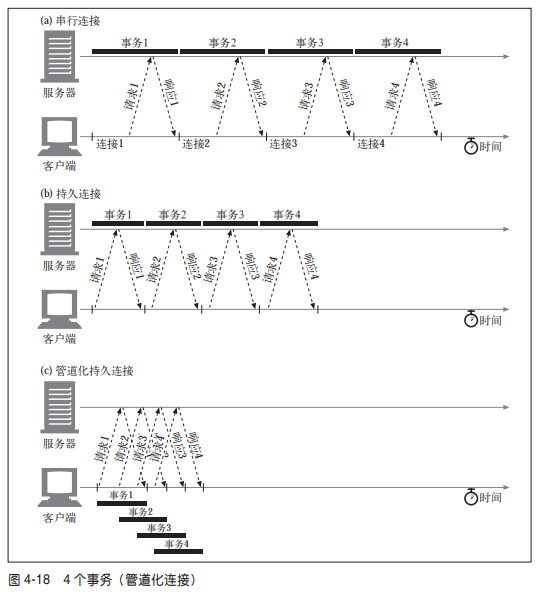 (a) 串行连接
事务1 事务2 事务3 事务4
服务器
请求1 响应1 请求2 响应2 请求3 响应3 请求4 响应4
连接1 连接2 连接3 连接4 时间
客户端
(b) 持久连接
事务1 事务2 事务3 事务4
服务器
请求1 响应1 请求2 响应2 请求3 响应3 请求4 响应4
时间
客户端
(c) 管道化持久连接
服务器
请求1 请求2 请求3 请求4 响应3 响应4
时间
客户端
事务1
事务2
事务3
事务4
图 4-18 4 个事务（管道化连接）